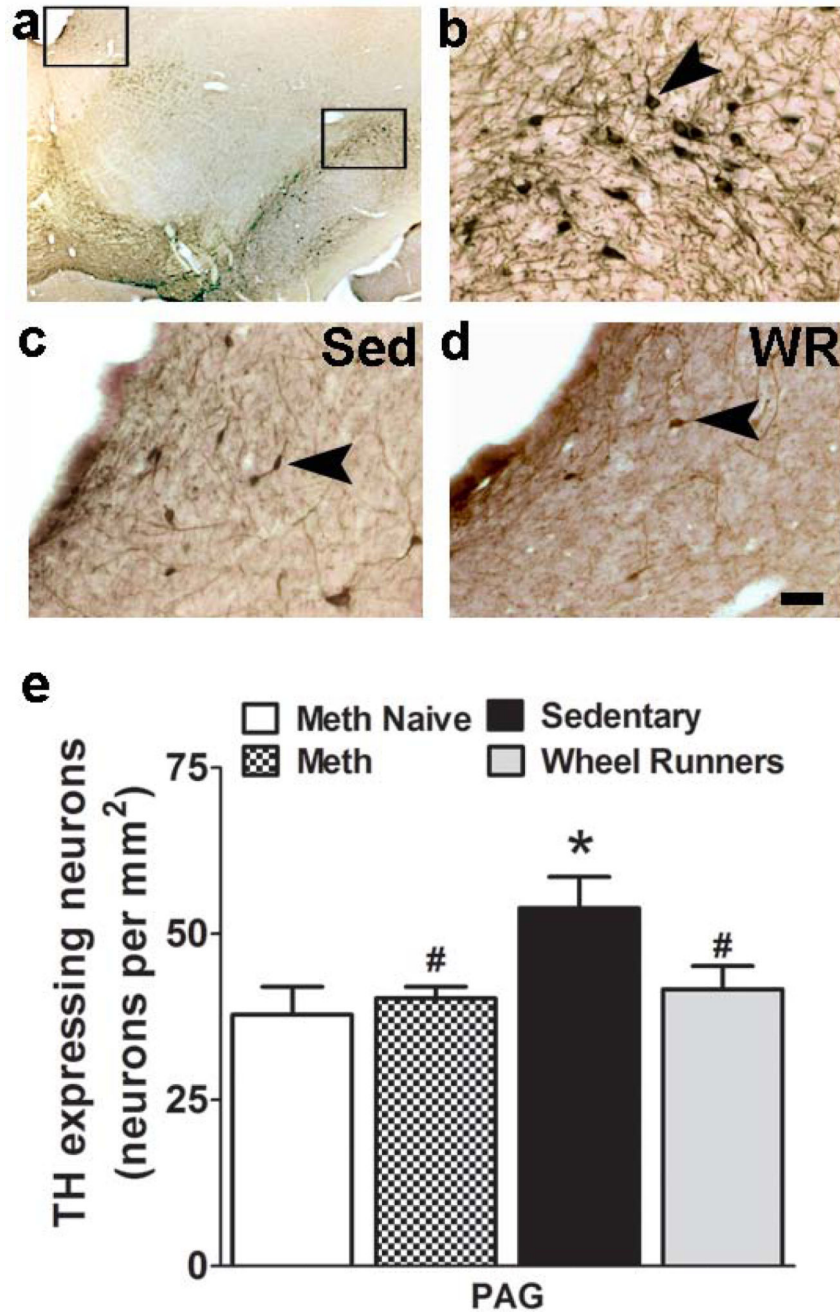 a
b
c
Sed
d
WR
e
Meth Naive
Sedentary
Meth
Wheel Runners
TH expressing neurons
(neurons per mm²)
75
50
25
0
#
*
#
PAG